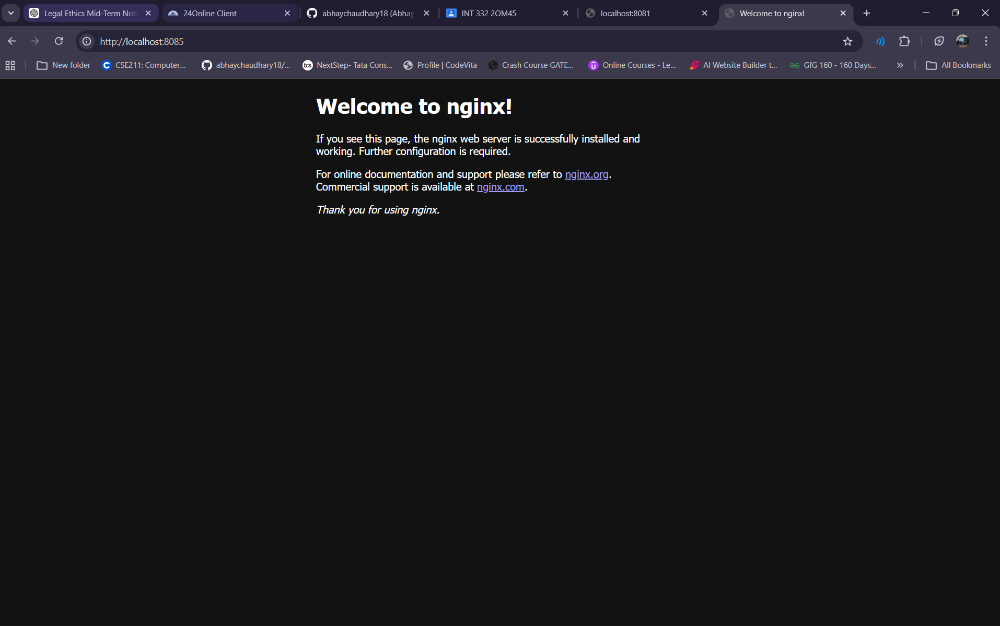 Legal Ethics Mid-Term Not
24Online Client
abhaychaudhary18 (Abhay
INT 332 2OM45
localhost:8081
Welcome to nginx!
http://localhost:8085
New folder
CSE211: Computer...
abhaychaudhary18/...
tcs
NextStep- Tata Cons...
Profile | CodeVita
Crash Course GATE...
Online Courses - Le...
AI Website Builder t...
GfG 160 - 160 Days...
All Bookmarks
Welcome to nginx!
If you see this page, the nginx web server is successfully installed and
working. Further configuration is required.
For online documentation and support please refer to nginx.org.
Commercial support is available at nginx.com.
Thank you for using nginx.